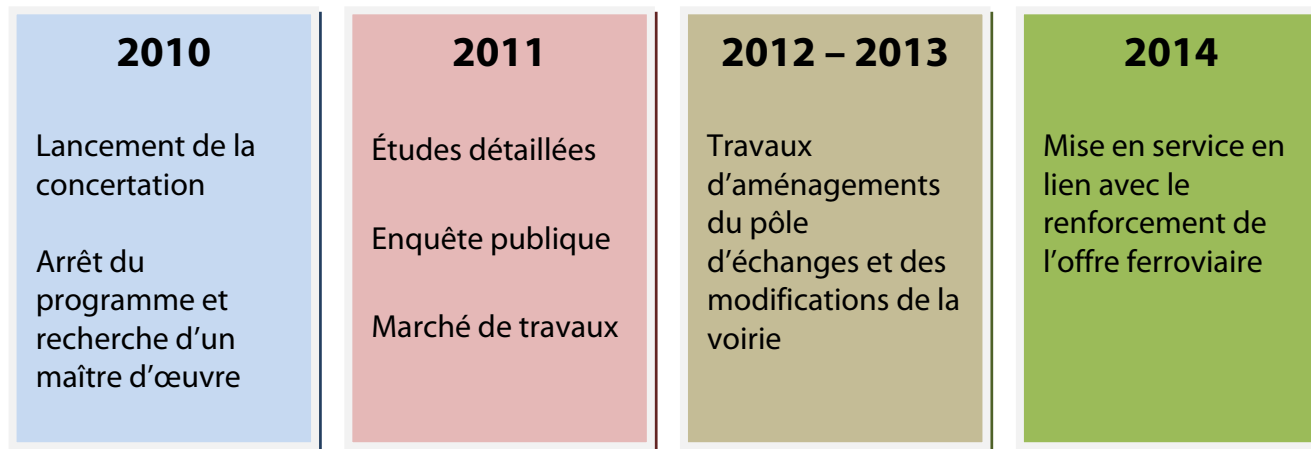 2010
Lancement de la
concertation
Arrêt du
programme et
recherche d’un
maître d’œuvre
2011
Études détaillées
Enquête publique
Marché de travaux
2012 – 2013
Travaux
d’aménagements
du pôle
d’échanges et des
modifications de la
voirie
2014
Mise en service en
lien avec le
renforcement de
l’offre ferroviaire